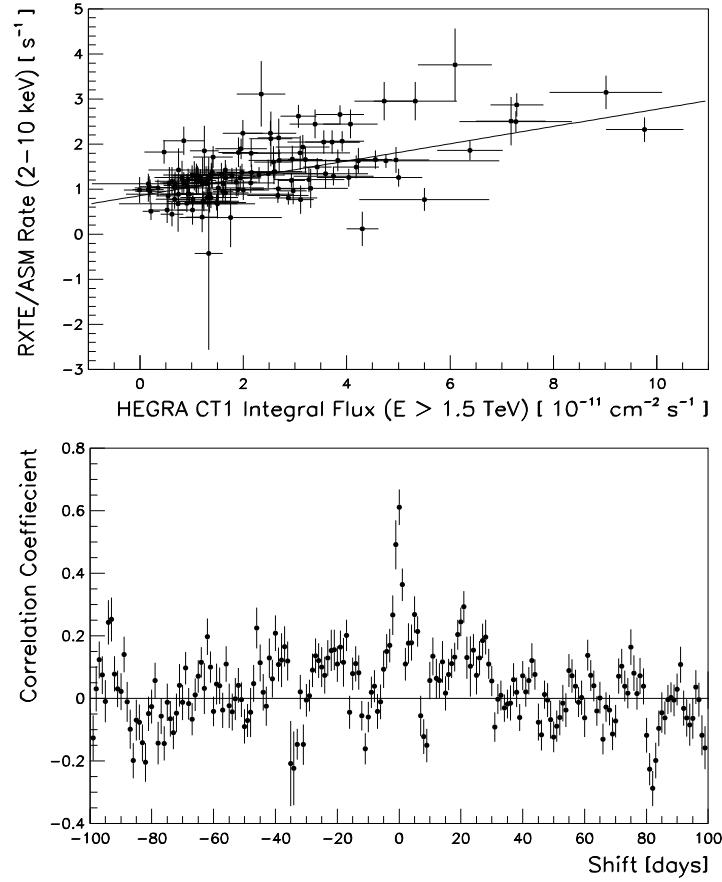 RXTE/ASM Rate (2−10 keV) [ s⁻¹ ]
5
4
3
2
1
0
−1
−2
−3
0 2 4 6 8 10
HEGRA CT1 Integral Flux (E > 1.5 TeV) [ 10⁻¹¹ cm⁻² s⁻¹ ]
Correlation Coeffiecient
0.8
0.6
0.4
0.2
0
−0.2
−0.4
−100 −80 −60 −40 −20 0 20 40 60 80 100
Shift [days]